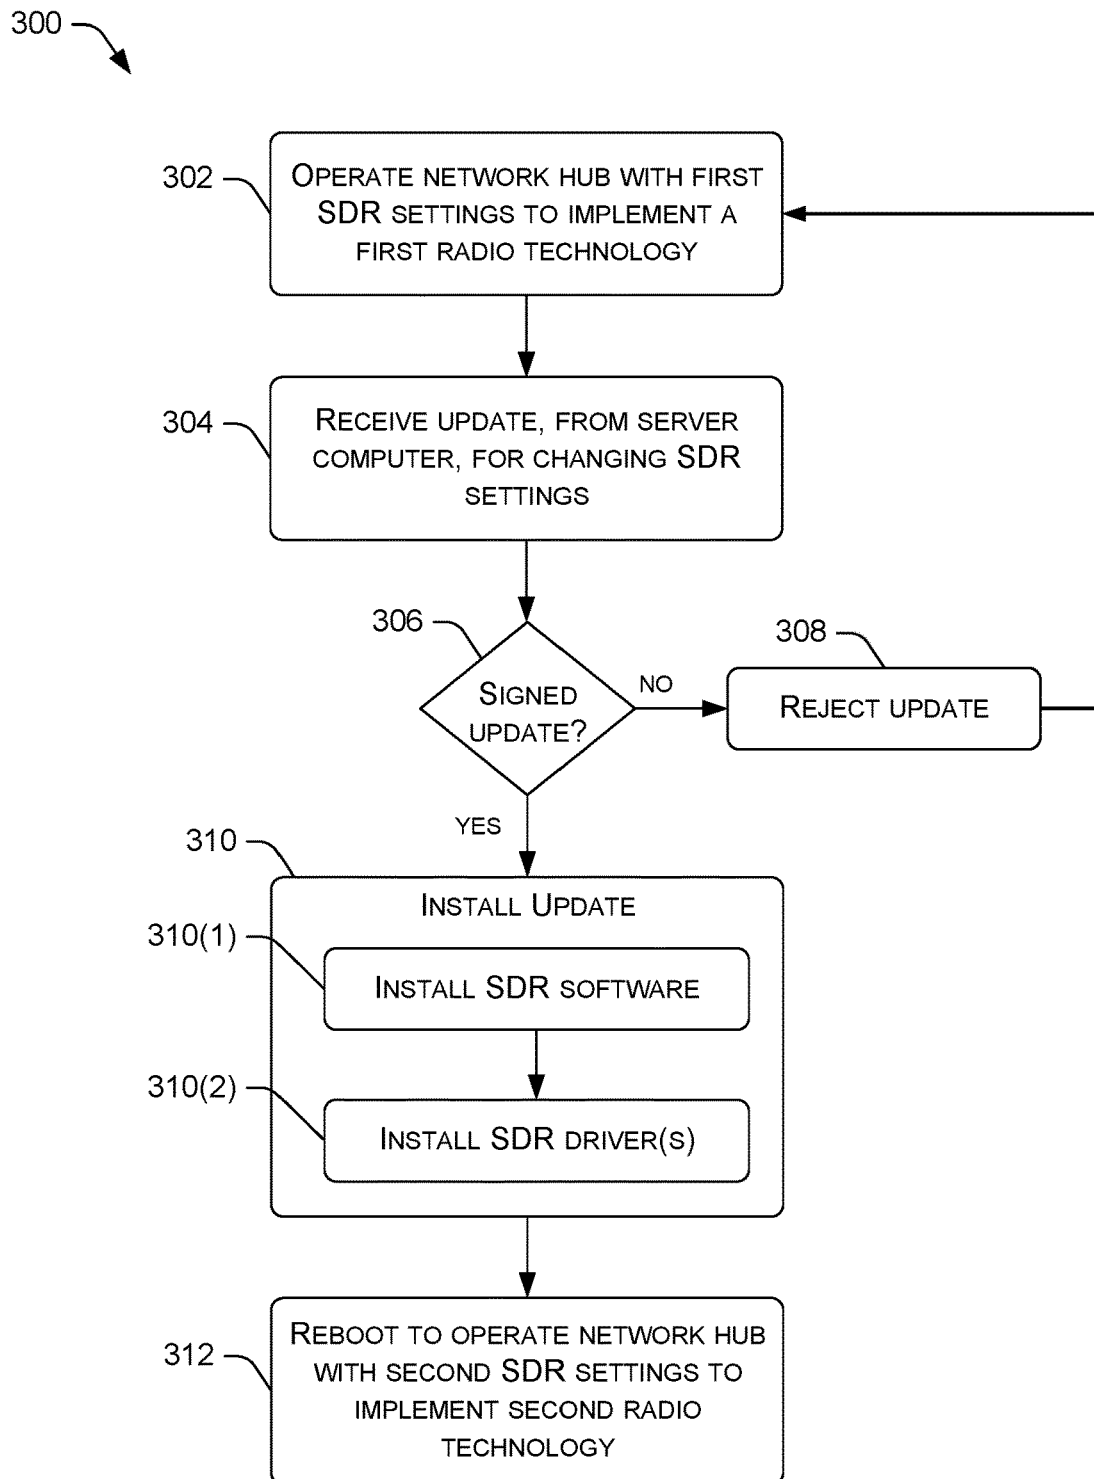 300
302
OPERATE NETWORK HUB WITH FIRST
SDR SETTINGS TO IMPLEMENT A
FIRST RADIO TECHNOLOGY
304
RECEIVE UPDATE, FROM SERVER
COMPUTER, FOR CHANGING SDR
SETTINGS
306
SIGNED
UPDATE?
NO
308
REJECT UPDATE
YES
310
INSTALL UPDATE
310(1)
INSTALL SDR SOFTWARE
310(2)
INSTALL SDR DRIVER(S)
312
REBOOT TO OPERATE NETWORK HUB
WITH SECOND SDR SETTINGS TO
IMPLEMENT SECOND RADIO
TECHNOLOGY